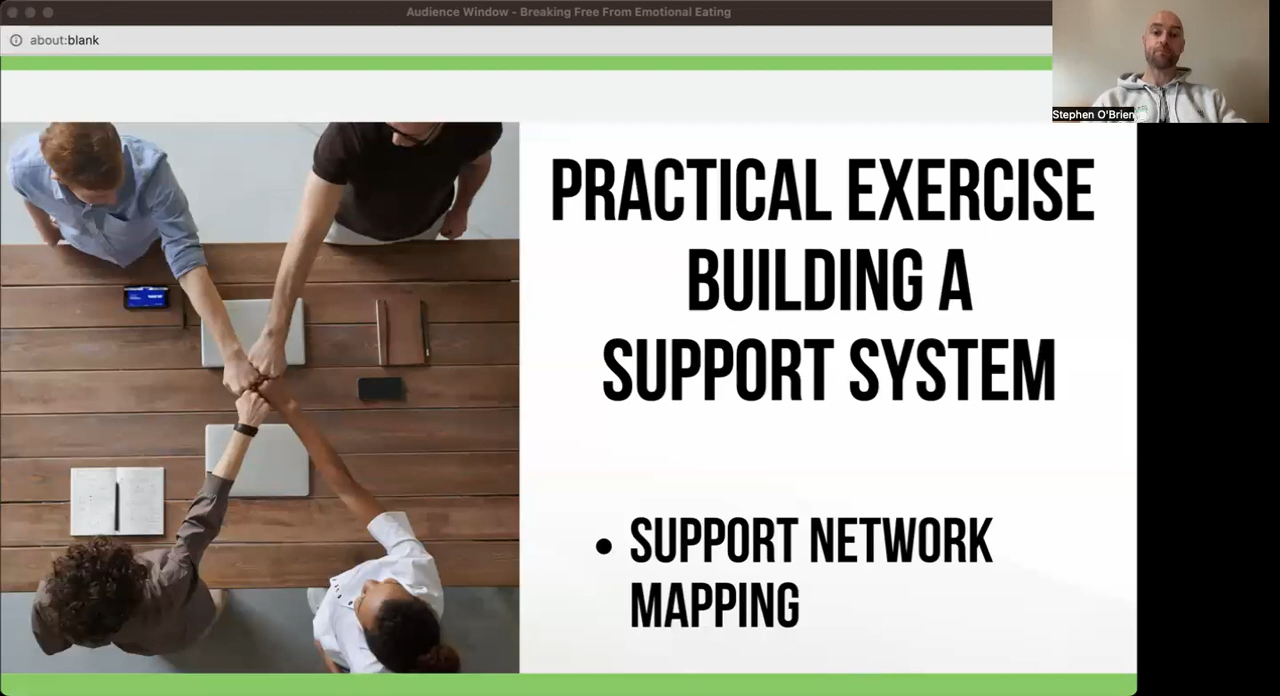 Audience Window - Breaking Free From Emotional Eating
about:blank
Stephen O'Brien
PRACTICAL EXERCISE
BUILDING A
SUPPORT SYSTEM
• SUPPORT NETWORK
MAPPING